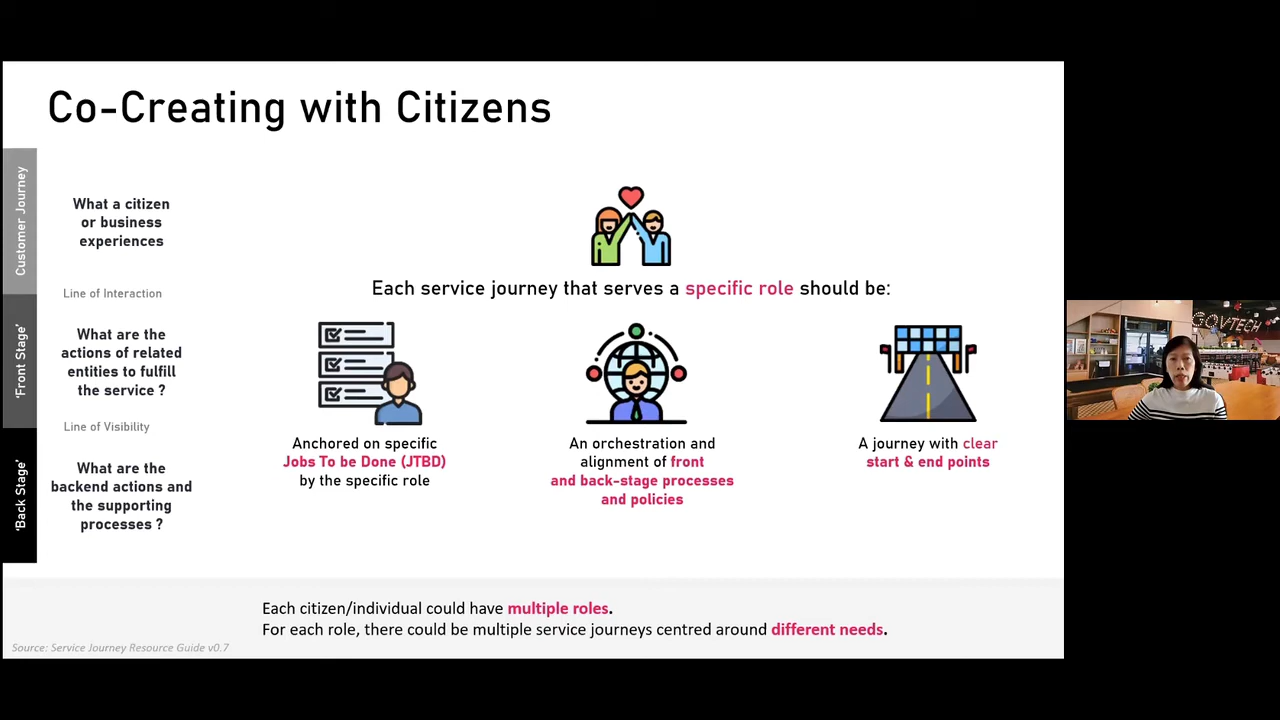 Co-Creating with Citizens
Customer Journey
What a citizen
or business
experiences
Line of Interaction
'Front Stage'
What are the
actions of related
entities to fulfill
the service ?
Line of Visibility
'Back Stage'
What are the
backend actions and
the supporting
processes ?
Each service journey that serves a specific role should be:
Anchored on specific
Jobs To be Done (JTBD)
by the specific role
An orchestration and
alignment of front
and back-stage processes
and policies
A journey with clear
start & end points
Each citizen/individual could have multiple roles.
For each role, there could be multiple service journeys centred around different needs.
Source: Service Journey Resource Guide v0.7
GOVTECH